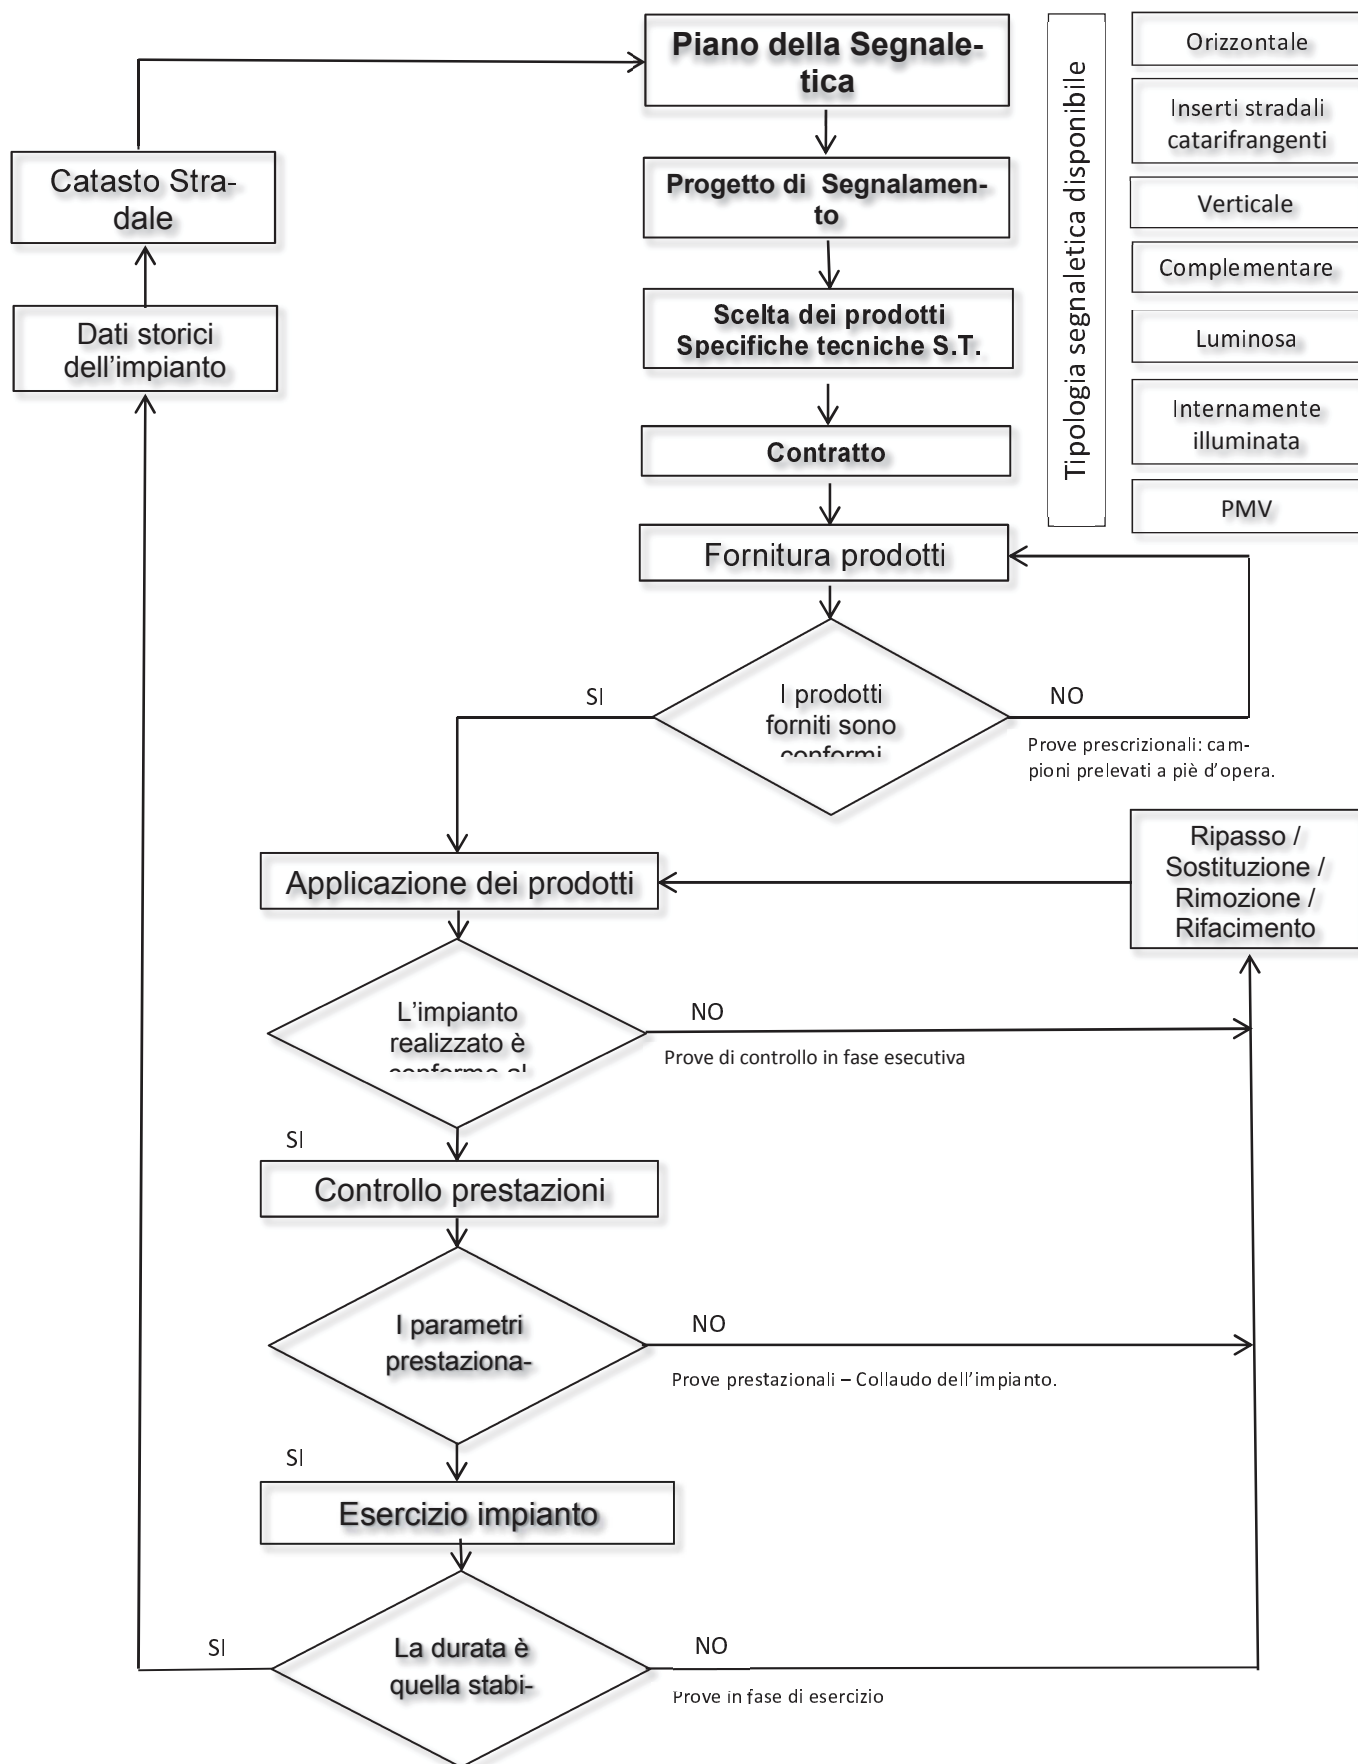 Piano della Segnale-
tica
Progetto di Segnalamen-
to
Scelta dei prodotti
Specifiche tecniche S.T.
Contratto
Fornitura prodotti
Tipologia segnaletica disponibile
Orizzontale
Inserti stradali
catarifrangenti
Verticale
Complementare
Luminosa
Internamente
illuminata
PMV
Catasto Stra-
dale
Dati storici
dell'impianto
SI
I prodotti
forniti sono
conformi
NO
Prove prescrizionali: cam-
pioni prelevati a piè d'opera.
Ripasso /
Sostituzione /
Rimozione /
Rifacimento
Applicazione dei prodotti
L'impianto
realizzato è
conforme al
NO
Prove di controllo in fase esecutiva
SI
Controllo prestazioni
I parametri
prestaziona-
NO
Prove prestazionali – Collaudo dell'impianto.
SI
Esercizio impianto
SI
La durata è
quella stabi-
NO
Prove in fase di esercizio